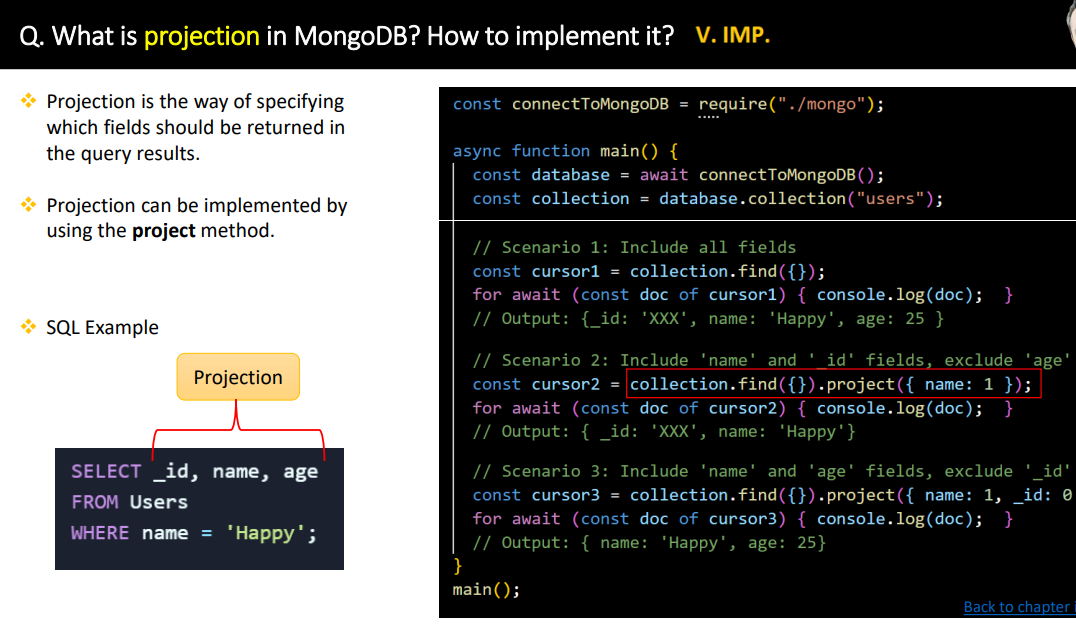 Q. What is projection in MongoDB? How to implement it? V. IMP.
Projection is the way of specifying
which fields should be returned in
the query results.
Projection can be implemented by
using the project method.
SQL Example
Projection
SELECT _id, name, age
FROM Users
WHERE name = 'Happy';
const connectToMongoDB = require("./mongo");
async function main() {
const database = await connectToMongoDB();
const collection = database.collection("users");
// Scenario 1: Include all fields
const cursor1 = collection.find({});
for await (const doc of cursor1) { console.log(doc); }
// Output: {_id: 'XXX', name: 'Happy', age: 25 }
// Scenario 2: Include 'name' and '_id' fields, exclude 'age'
const cursor2 = collection.find({}).project({ name: 1 });
for await (const doc of cursor2) { console.log(doc); }
// Output: { _id: 'XXX', name: 'Happy'}
// Scenario 3: Include 'name' and 'age' fields, exclude '_id'
const cursor3 = collection.find({}).project({ name: 1, _id: 0
for await (const doc of cursor3) { console.log(doc); }
// Output: { name: 'Happy', age: 25}
}
main();
Back to chapter